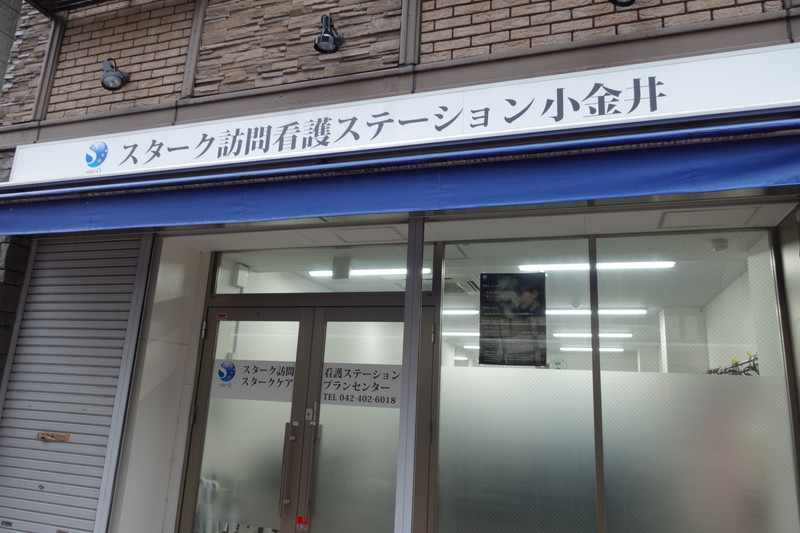 スターク訪問看護ステーション小金井
スターク訪問看護ステーション
スタークケアプランセンター
TEL 042-402-6018